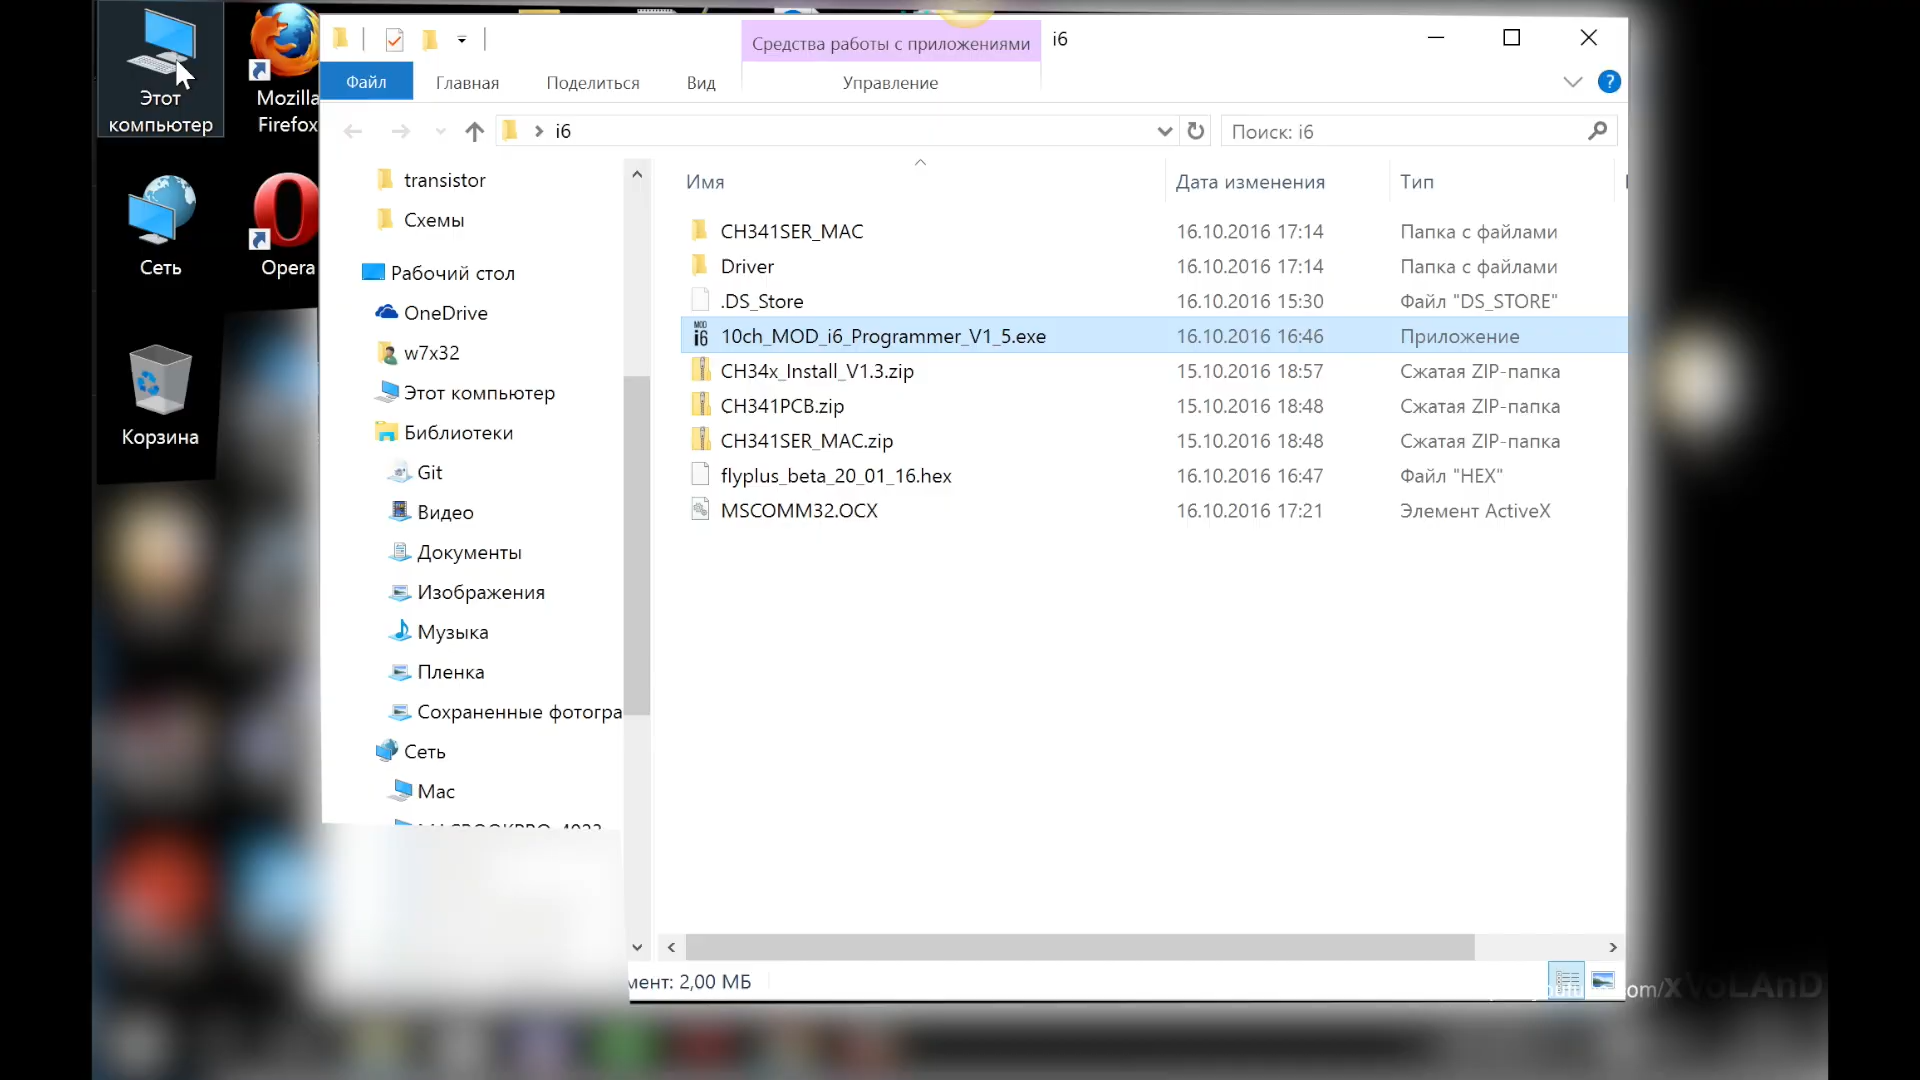 Этот
компьютер
Mozilla
Firefox
Сеть
Opera
Корзина
Средства работы с приложениями
i6
Файл
Главная
Поделиться
Вид
Управление
i6
Поиск: i6
transistor
Схемы
Рабочий стол
OneDrive
w7x32
Этот компьютер
Библиотеки
Git
Видео
Документы
Изображения
Музыка
Пленка
Сохраненные фотогра
Сеть
Mac
Имя
Дата изменения
Тип
CH341SER_MAC 16.10.2016 17:14 Папка с файлами
Driver 16.10.2016 17:14 Папка с файлами
.DS_Store 16.10.2016 15:30 Файл "DS_STORE"
10ch_MOD_i6_Programmer_V1_5.exe 16.10.2016 16:46 Приложение
CH34x_Install_V1.3.zip 15.10.2016 18:57 Сжатая ZIP-папка
CH341PCB.zip 15.10.2016 18:48 Сжатая ZIP-папка
CH341SER_MAC.zip 15.10.2016 18:48 Сжатая ZIP-папка
flyplus_beta_20_01_16.hex 16.10.2016 16:47 Файл "HEX"
MSCOMM32.OCX 16.10.2016 17:21 Элемент ActiveX
мент: 2,00 МБ
om/xVoLAnD